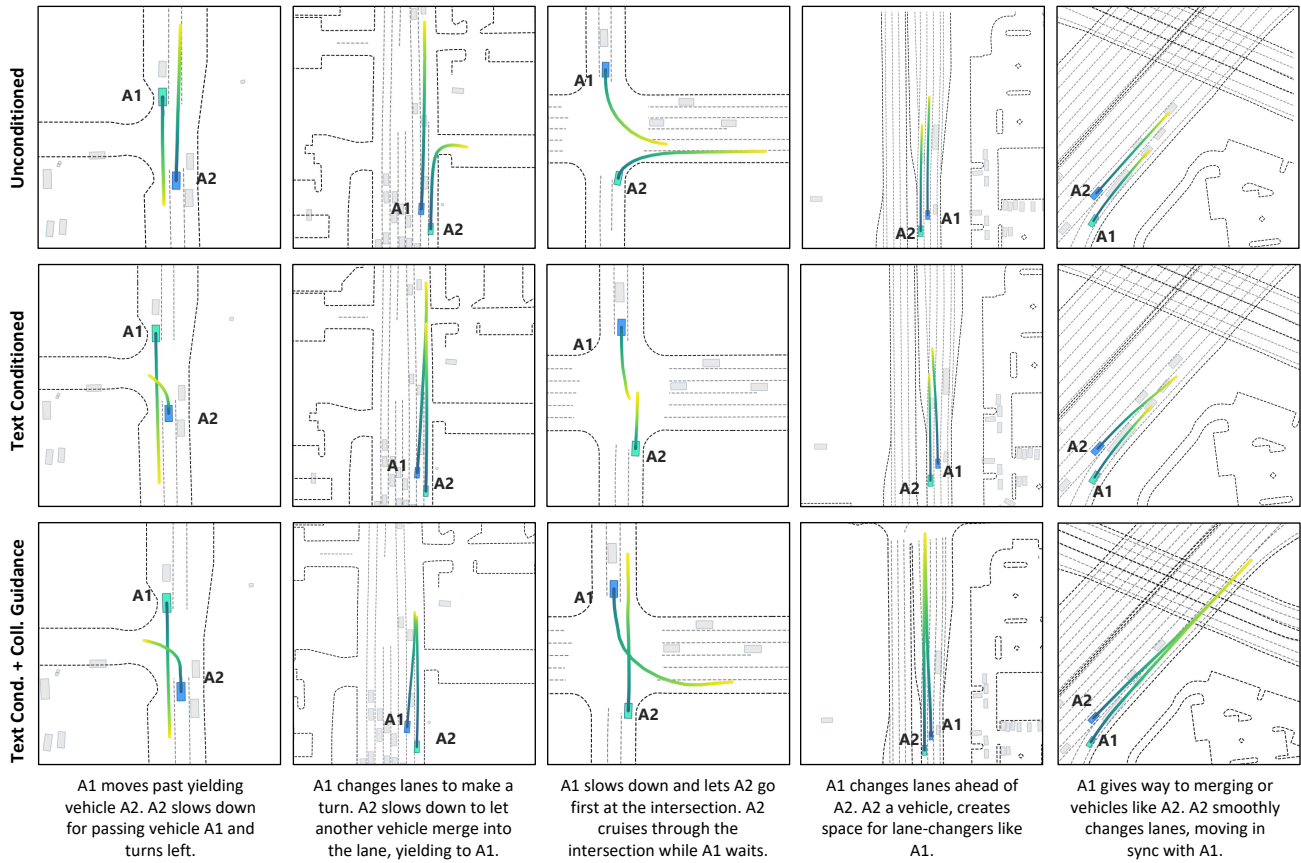 Unconditioned
A1
A2
A1
A2
A1
A2
A2
A1
A2
A1
Text Conditioned
A1
A2
A1
A2
A1
A2
A2
A1
A2
A1
Text Cond. + Coll. Guidance
A1
A2
A1
A2
A1
A2
A2
A1
A2
A1
A1 moves past yielding
vehicle A2. A2 slows down
for passing vehicle A1 and
turns left.
A1 changes lanes to make a
turn. A2 slows down to let
another vehicle merge into
the lane, yielding to A1.
A1 slows down and lets A2 go
first at the intersection. A2
cruises through the
intersection while A1 waits.
A1 changes lanes ahead of
A2. A2 a vehicle, creates
space for lane-changers like
A1.
A1 gives way to merging or
vehicles like A2. A2 smoothly
changes lanes, moving in
sync with A1.